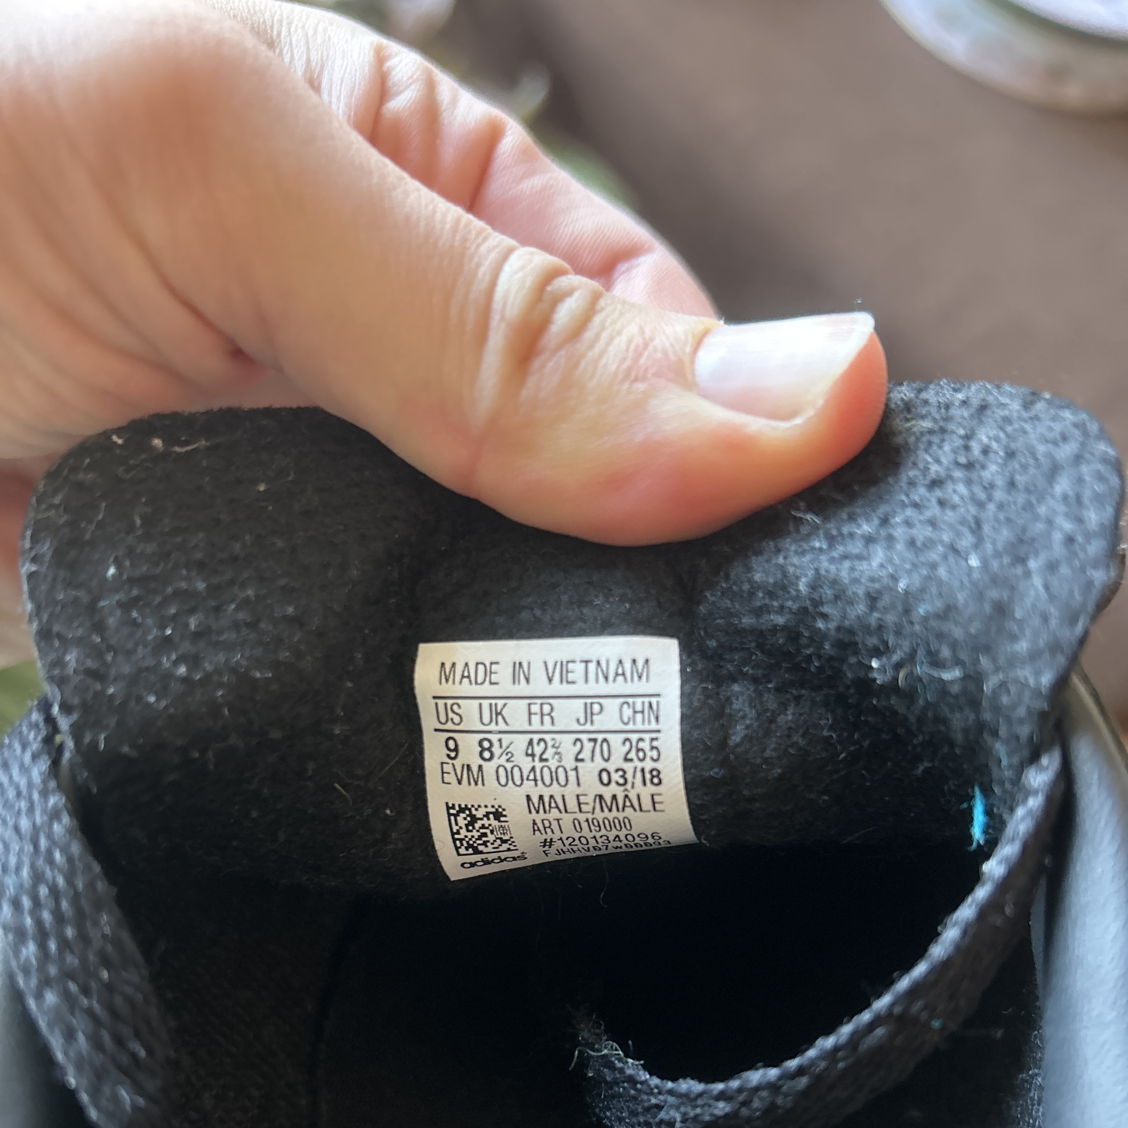 MADE IN VIETNAM
US UK FR JP CHN
9 8½ 42⅔ 270 265
EVM 004001 03/18
MALE/MÂLE
ART 019000
#120134096
adidas